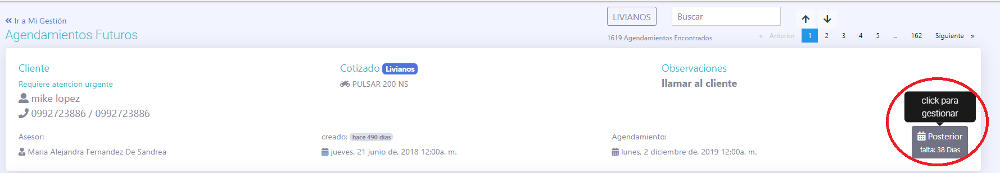 Ir a Mi Gestión
Agendamientos Futuros
LIVIANOS
Buscar
1619 Agendamientos Encontrados
« Anterior 1 2 3 4 5 ... 162 Siguiente »
Cliente
Requiere atencion urgente
mike lopez
0992723886 / 0992723886
Cotizado Livianos
PULSAR 200 NS
Observaciones
llamar al cliente
click para
gestionar
Asesor:
Maria Alejandra Fernandez De Sandrea
creado: hace 490 dias
jueves, 21 junio de, 2018 12:00a. m.
Agendamiento:
lunes, 2 diciembre de, 2019 12:00a. m.
Posterior
falta: 38 Dias